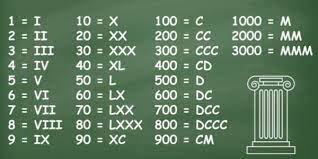 1 = I 10 = X 100 = C 1000 = M
2 = II 20 = XX 200 = CC 2000 = MM
3 = III 30 = XXX 300 = CCC 3000 = MMM
4 = IV 40 = XL 400 = CD
5 = V 50 = L 500 = D
6 = VI 60 = LX 600 = DC
7 = VII 70 = LXX 700 = DCC
8 = VIII 80 = LXXX 800 = DCCC
9 = IX 90 = XC 900 = CM